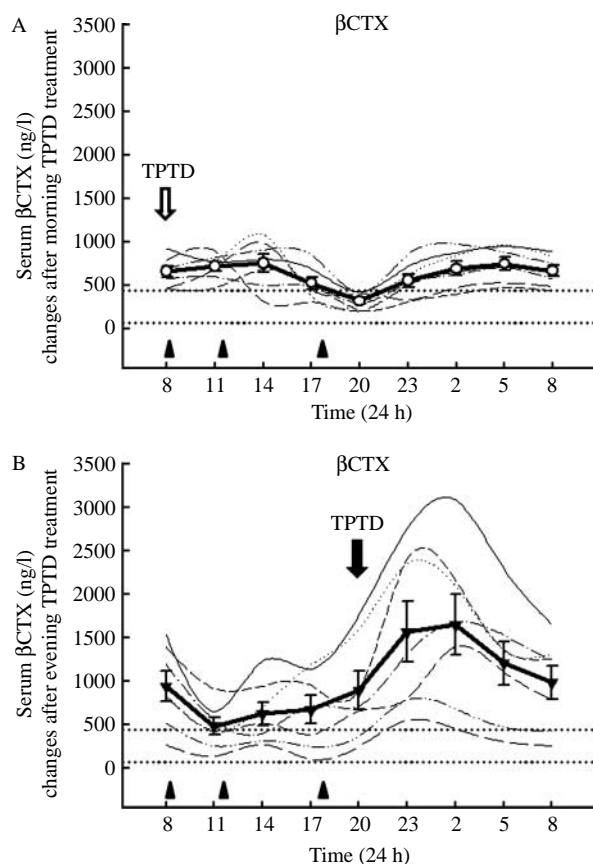 A
βCTX
Serum βCTX (ng/l)
changes after morning TPTD treatment
3500
3000
2500
2000
1500
1000
500
0
TPTD
8 11 14 17 20 23 2 5 8
Time (24 h)
B
βCTX
Serum βCTX (ng/l)
changes after evening TPTD treatment
3500
3000
2500
2000
1500
1000
500
0
TPTD
8 11 14 17 20 23 2 5 8
Time (24 h)